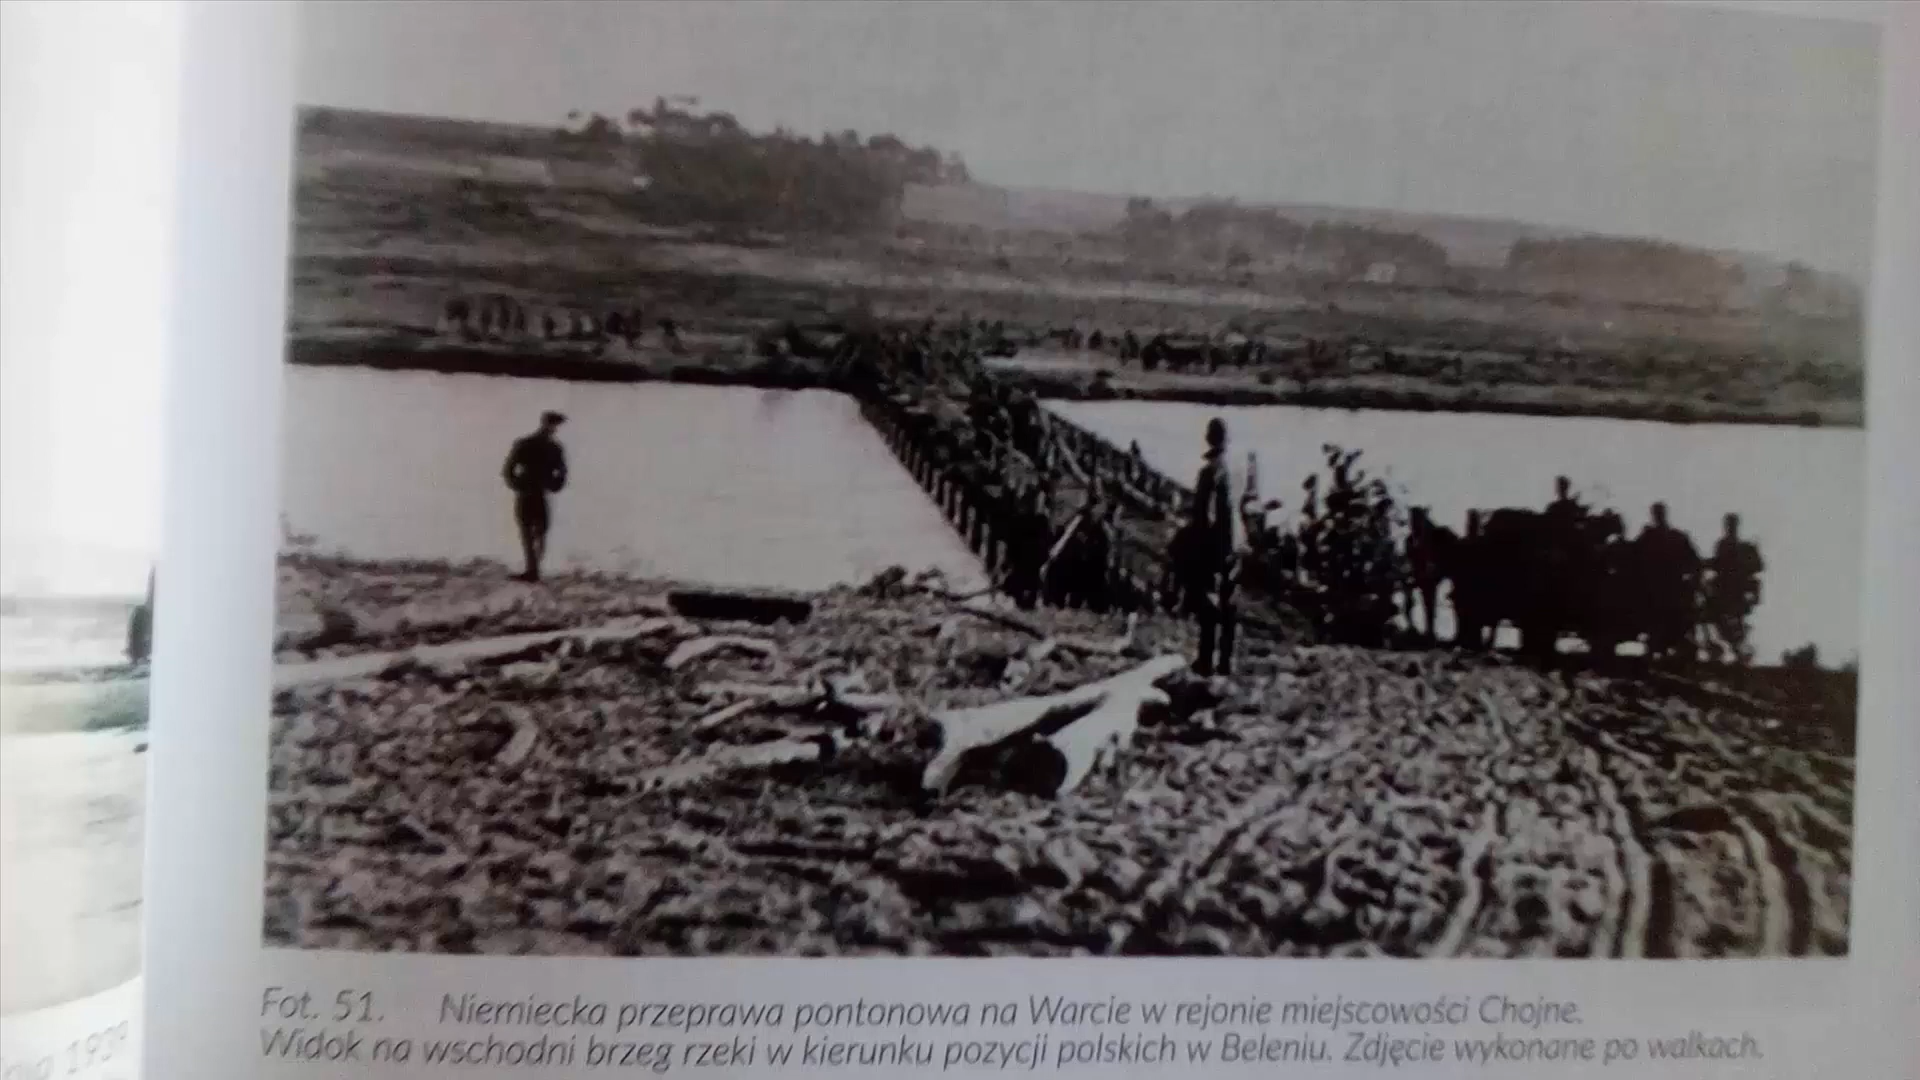 Fot. 51. Niemiecka przeprawa pontonowa na Warcie w rejonie miejscowości Chojne.
Widok na wschodni brzeg rzeki w kierunku pozycji polskich w Beleniu. Zdjęcie wykonane po walkach.
1939